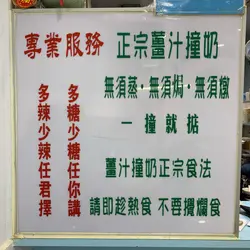 專業服務
正宗薑汁撞奶
無須蒸·無須焗·無須燉
一撞就掂
多糖少糖任你講
多辣少辣任君擇
薑汁撞奶正宗食法
請即趁熱食 不要攪爛食